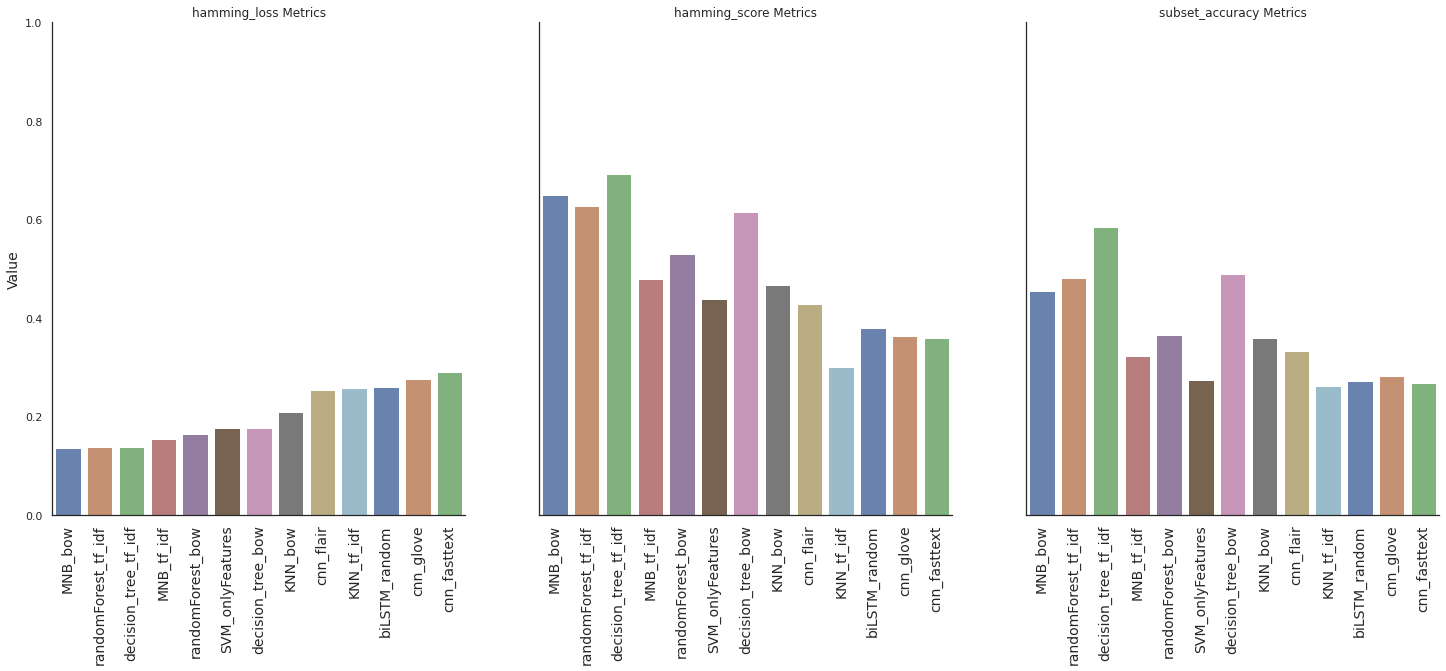 hamming_loss Metrics
hamming_score Metrics
subset_accuracy Metrics
1.0
0.8
0.6
0.4
0.2
0.0
Value
MNB_bow
randomForest_tf_idf
decision_tree_tf_idf
MNB_tf_idf
randomForest_bow
SVM_onlyFeatures
decision_tree_bow
KNN_bow
cnn_flair
KNN_tf_idf
biLSTM_random
cnn_glove
cnn_fasttext
MNB_bow
randomForest_tf_idf
decision_tree_tf_idf
MNB_tf_idf
randomForest_bow
SVM_onlyFeatures
decision_tree_bow
KNN_bow
cnn_flair
KNN_tf_idf
biLSTM_random
cnn_glove
cnn_fasttext
MNB_bow
randomForest_tf_idf
decision_tree_tf_idf
MNB_tf_idf
randomForest_bow
SVM_onlyFeatures
decision_tree_bow
KNN_bow
cnn_flair
KNN_tf_idf
biLSTM_random
cnn_glove
cnn_fasttext